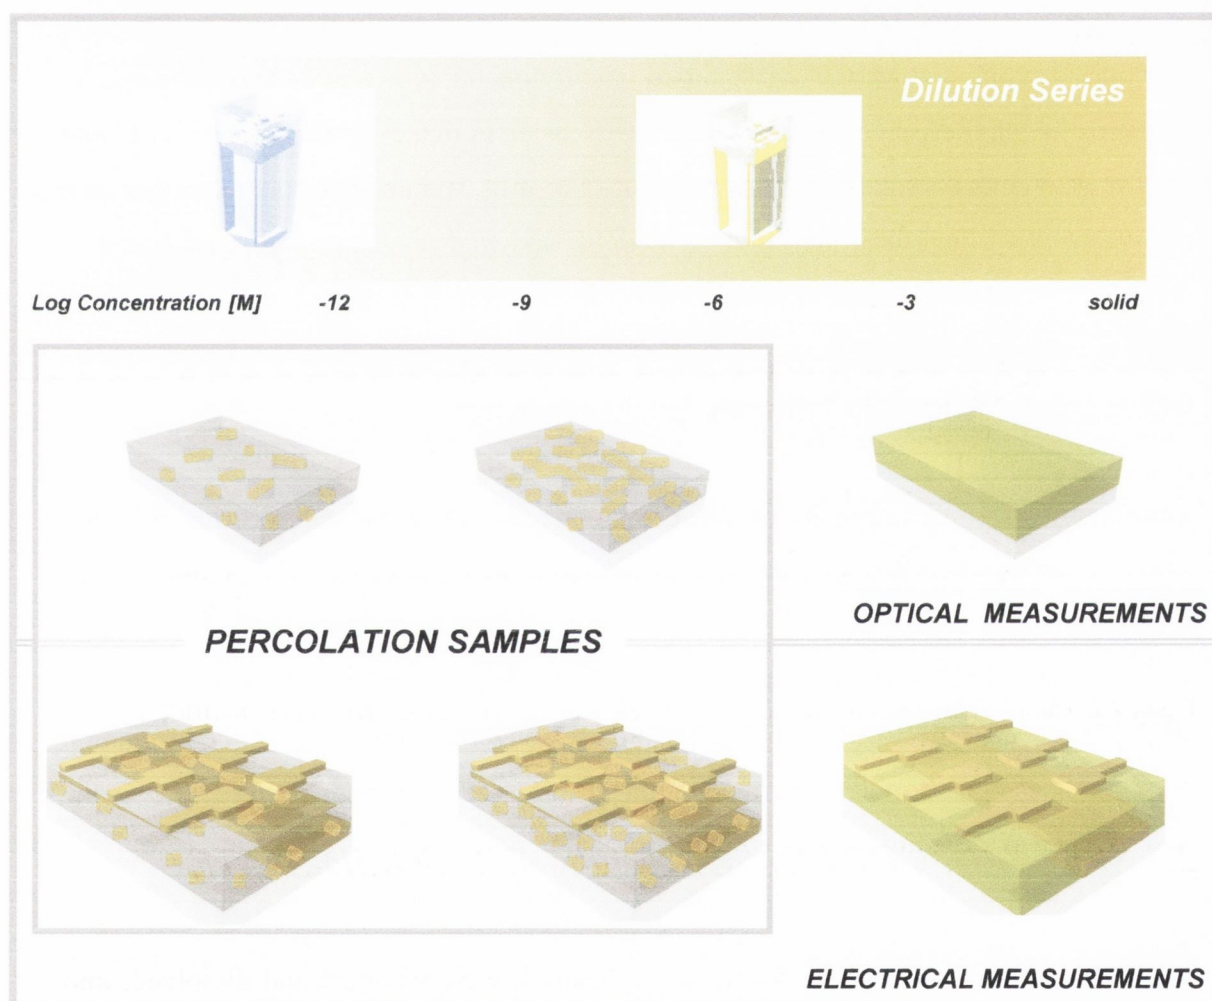 Dilution Series
Log Concentration [M] -12 -9 -6 -3 solid
OPTICAL MEASUREMENTS
PERCOLATION SAMPLES
ELECTRICAL MEASUREMENTS